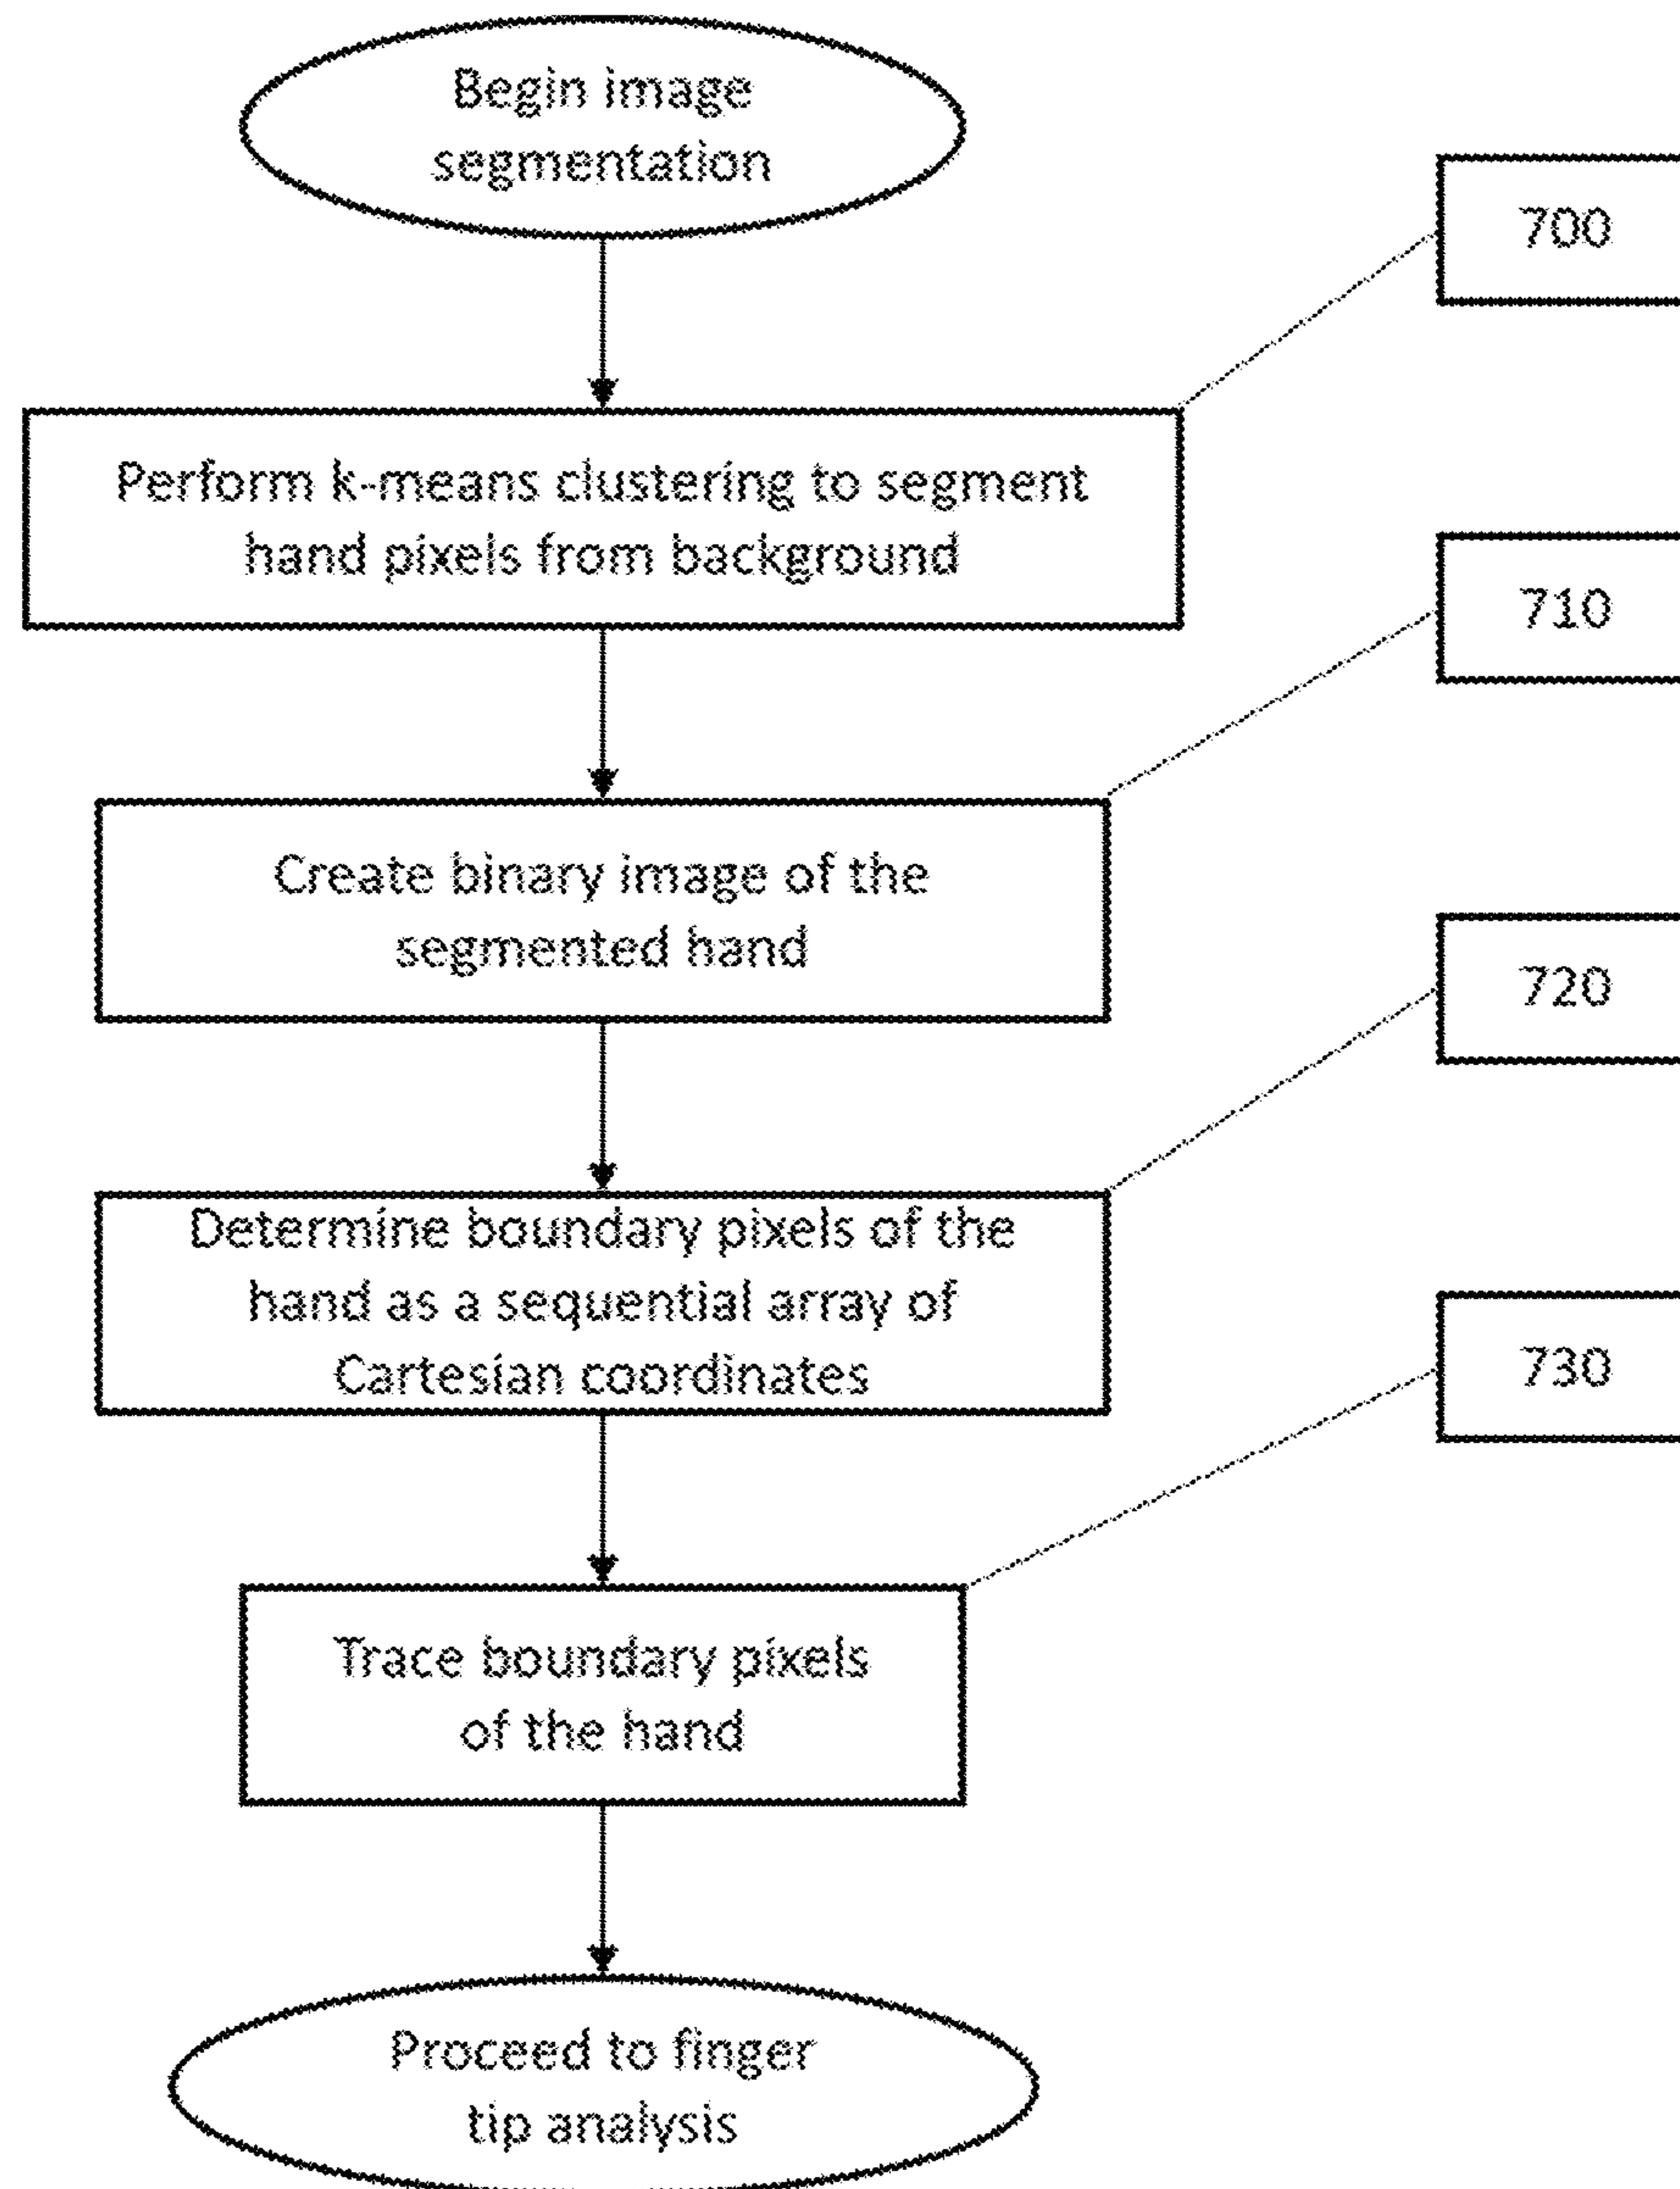 Begin image
segmentation
700
Perform k-means clustering to segment
hand pixels from background
710
Create binary image of the
segmented hand
720
Determine boundary pixels of the
hand as a sequential array of
Cartesian coordinates
730
Trace boundary pixels
of the hand
Proceed to finger
tip analysis